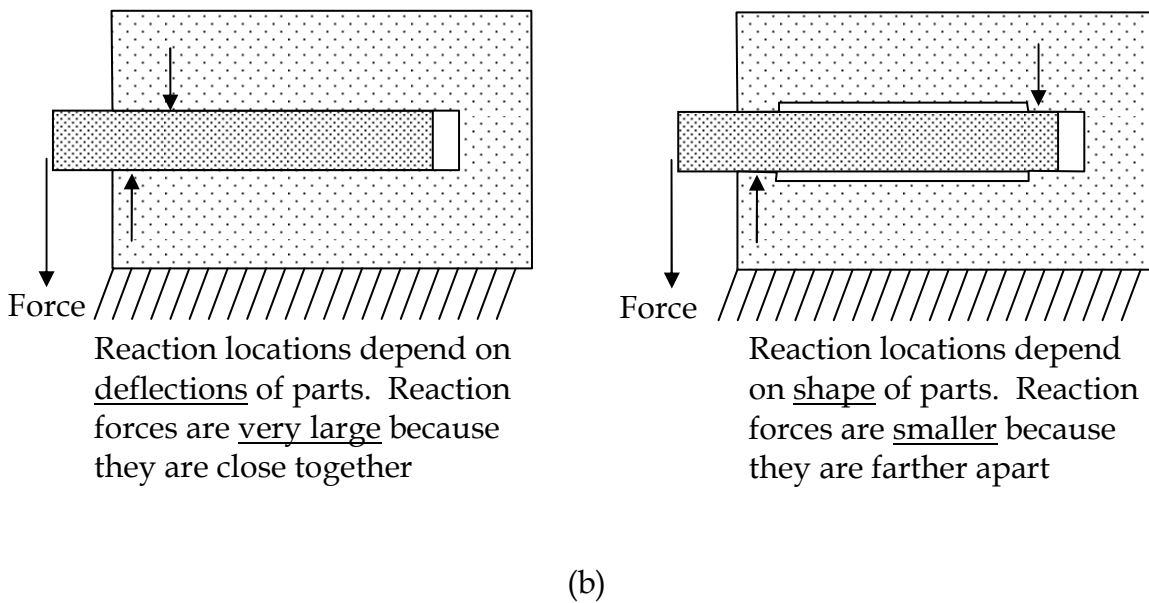 Force
Reaction locations depend on
deflections of parts. Reaction
forces are very large because
they are close together
Force
Reaction locations depend
on shape of parts. Reaction
forces are smaller because
they are farther apart
(b)